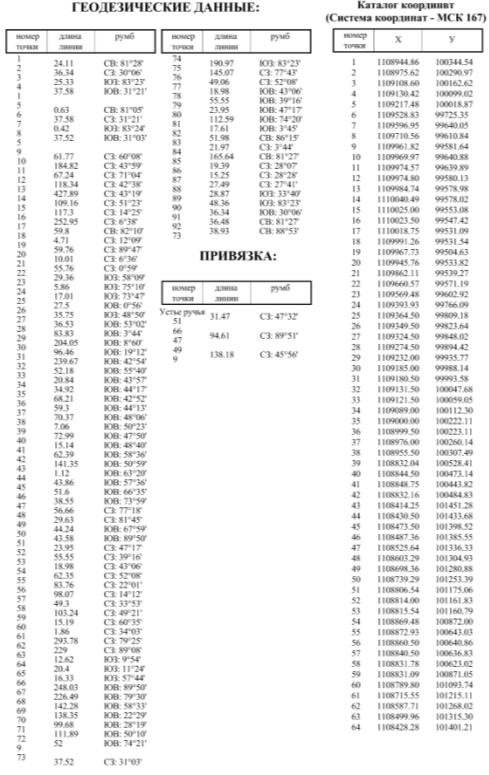 ГЕОДЕЗИЧЕСКИЕ ДАННЫЕ:
номер точки длина линии румб
1 24.11 СВ: 81°28'
2 36.34 СЗ: 30°06'
3 25.33 ЮЗ: 83°23'
4 37.58 ЮВ: 31°21'
1
5 0.63 ЮВ: 81°05'
6 37.58 СЗ: 31°21'
7 0.42 ЮЗ: 83°24'
8 37.52 ЮВ: 31°03'
5
9 61.77 СЗ: 60°08'
10 184.82 СЗ: 43°59'
11 67.24 СЗ: 71°04'
12 118.34 СЗ: 42°38'
13 427.89 СЗ: 43°19'
14 109.16 СЗ: 51°23'
15 117.3 СЗ: 14°25'
16 252.95 СЗ: 6°38'
17 59.8 СВ: 82°10'
18 4.71 СЗ: 12°09'
19 59.76 СЗ: 89°47'
20 10.01 СЗ: 6°36'
21 55.76 СЗ: 0°59'
22 29.36 ЮЗ: 58°09'
23 5.86 ЮЗ: 75°10'
24 17.01 ЮЗ: 73°47'
25 27.5 ЮВ: 0°56'
26 35.75 ЮЗ: 48°50'
27 36.53 ЮВ: 53°02'
28 83.83 ЮВ: 3°44'
29 204.05 ЮВ: 8°60'
30 96.46 ЮВ: 19°12'
31 239.67 ЮВ: 42°54'
32 52.18 ЮВ: 55°40'
33 20.84 ЮВ: 43°57'
34 34.92 ЮВ: 44°17'
35 68.21 ЮВ: 42°52'
36 59.3 ЮВ: 44°13'
37 70.37 ЮВ: 48°06'
38 7.06 ЮВ: 50°23'
39 72.99 ЮВ: 47°50'
40 15.14 ЮВ: 48°40'
41 62.39 ЮВ: 58°36'
42 141.35 ЮВ: 50°59'
43 1.12 ЮВ: 63°20'
44 43.86 ЮВ: 57°36'
45 51.6 ЮВ: 66°35'
46 38.55 ЮВ: 73°58'
47 56.66 СЗ: 77°18'
48 29.63 СЗ: 81°45'
49 44.24 ЮВ: 67°59'
50 43.58 ЮВ: 89°50'
51 23.95 СЗ: 47°17'
52 55.55 СЗ: 39°16'
53 18.98 СЗ: 43°06'
54 62.35 СЗ: 52°08'
55 83.76 СЗ: 22°01'
56 98.07 СЗ: 14°12'
57 49.3 СЗ: 33°53'
58 103.24 СЗ: 49°21'
59 15.19 СЗ: 60°35'
60 1.86 СЗ: 34°03'
61 293.78 СЗ: 79°25'
62 229 СЗ: 89°08'
63 12.62 ЮЗ: 9°54'
64 20.4 ЮЗ: 11°24'
65 16.33 ЮЗ: 57°44'
66 248.03 ЮВ: 89°50'
67 226.49 ЮВ: 79°30'
68 142.28 ЮВ: 58°33'
69 138.35 ЮВ: 22°29'
70 99.68 ЮВ: 28°19'
71 111.89 ЮВ: 50°10'
72 52 ЮВ: 74°21'
9
73 37.52 СЗ: 31°03'
номер точки длина линии румб
74 190.97 ЮЗ: 83°23'
75 145.07 СЗ: 77°43'
76 49.06 СЗ: 52°08'
77 18.98 ЮВ: 43°06'
1 55.55 ЮВ: 39°16'
78 23.95 ЮВ: 47°17'
79 112.59 ЮВ: 74°20'
80 17.61 ЮВ: 3°45'
81 51.98 СВ: 86°15'
82 21.97 СЗ: 3°44'
83 165.64 СВ: 81°27'
84 19.39 СЗ: 28°07'
85 15.25 СЗ: 28°28'
86 27.49 СЗ: 27°41'
87 28.87 ЮЗ: 33°40'
88 48.36 ЮЗ: 83°23'
89 36.34 ЮВ: 30°06'
90 36.48 СВ: 81°27'
91 38.93 СВ: 88°53'
92
73
ПРИВЯЗКА:
номер точки длина линии румб
Устье ручья 31.47 СЗ: 47°32'
51
66 94.61 СЗ: 89°51'
47
49 138.18 СЗ: 45°56'
9
Каталог координат
(Система координат - МСК 167)
номер точки Х У
1 1108944.86 100344.54
2 1108975.62 100290.97
3 1109108.60 100162.62
4 1109130.42 100099.02
5 1109217.48 100018.87
6 1109528.83 99725.35
7 1109596.95 99640.05
8 1109710.56 99610.84
9 1109961.82 99581.64
10 1109969.97 99640.88
11 1109974.57 99639.89
12 1109974.80 99580.13
13 1109984.74 99578.98
14 1110040.49 99578.02
15 1110025.00 99553.08
16 1110023.50 99547.42
17 1110018.75 99531.09
18 1109991.26 99531.54
19 1109967.73 99504.63
20 1109945.76 99533.82
21 1109862.11 99539.27
22 1109660.57 99571.19
23 1109569.48 99602.92
24 1109393.93 99766.09
25 1109364.50 99809.18
26 1109349.50 99823.64
27 1109324.50 99848.02
28 1109274.50 99894.42
29 1109232.00 99935.77
30 1109185.00 99988.14
31 1109180.50 99993.58
32 1109131.50 100047.68
33 1109121.50 100059.05
34 1109089.00 100112.30
35 1109000.00 100222.11
36 1108999.50 100223.11
37 1108976.00 100260.14
38 1108955.50 100307.49
39 1108832.04 100528.41
40 1108844.50 100473.14
41 1108848.75 100443.82
42 1108832.16 100484.83
43 1108414.25 101451.28
44 1108430.50 101433.68
45 1108473.50 101398.52
46 1108487.36 101385.55
47 1108525.64 101336.33
48 1108603.29 101304.93
49 1108698.36 101280.88
50 1108739.29 101253.39
51 1108806.54 101175.06
52 1108814.00 101161.83
53 1108815.54 101160.79
54 1108869.48 100872.00
55 1108872.93 100643.03
56 1108860.50 100640.86
57 1108840.50 100636.83
58 1108831.78 100623.02
59 1108831.09 100871.05
60 1108789.80 101093.74
61 1108715.55 101215.11
62 1108587.71 101268.02
63 1108499.96 101315.30
64 1108428.28 101401.21